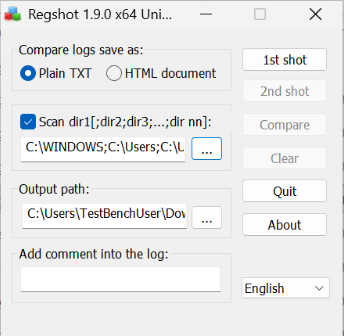 Regshot 1.9.0 x64 Uni...
Compare logs save as:
Plain TXT
HTML document
1st shot
2nd shot
Scan dir1[;dir2;dir3;...;dir nn]:
Compare
C:\WINDOWS;C:\Users;C:\U
...
Clear
Output path:
Quit
C:\Users\TestBenchUser\Dow
...
About
Add comment into the log:
English